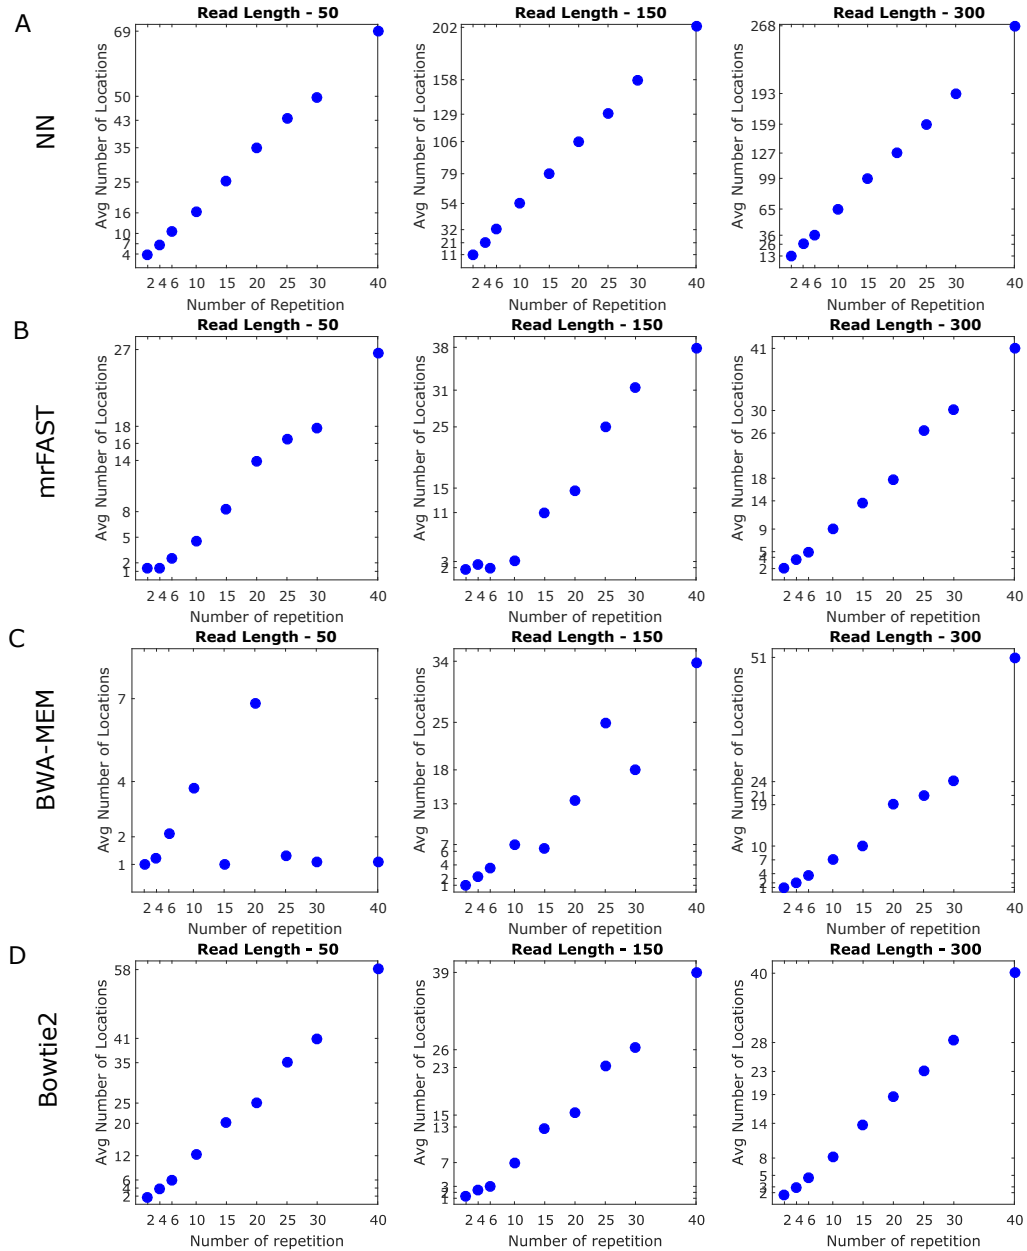 A
NN
Read Length - 50
Avg Number of Locations
69
50
43
35
25
16
10
7
4
2 4 6 10 15 20 25 30 40
Number of Repetition
Read Length - 150
Avg Number of Locations
202
158
129
106
79
54
32
21
11
2 4 6 10 15 20 25 30 40
Number of Repetition
Read Length - 300
Avg Number of Locations
268
193
159
127
99
65
36
26
13
2 4 6 10 15 20 25 30 40
Number of Repetition
B
mrFAST
Read Length - 50
Avg Number of Locations
27
18
16
14
8
5
2
1
2 4 6 10 15 20 25 30 40
Number of repetition
Read Length - 150
Avg Number of Locations
38
31
25
15
11
3
2
2 4 6 10 15 20 25 30 40
Number of repetition
Read Length - 300
Avg Number of Locations
41
30
26
18
14
9
5
4
2
2 4 6 10 15 20 25 30 40
Number of repetition
C
BWA-MEM
Read Length - 50
Avg Number of Locations
7
4
2
1
2 4 6 10 15 20 25 30 40
Number of repetition
Read Length - 150
Avg Number of Locations
34
25
18
13
7
6
4
2
1
2 4 6 10 15 20 25 30 40
Number of repetition
Read Length - 300
Avg Number of Locations
51
24
21
19
10
7
4
2
1
2 4 6 10 15 20 25 30 40
Number of repetition
D
Bowtie2
Read Length - 50
Avg Number of Locations
58
41
35
25
20
12
6
4
2
2 4 6 10 15 20 25 30 40
Number of repetition
Read Length - 150
Avg Number of Locations
39
26
23
15
13
7
3
2
1
2 4 6 10 15 20 25 30 40
Number of repetition
Read Length - 300
Avg Number of Locations
40
28
23
19
14
8
5
3
2
2 4 6 10 15 20 25 30 40
Number of repetition